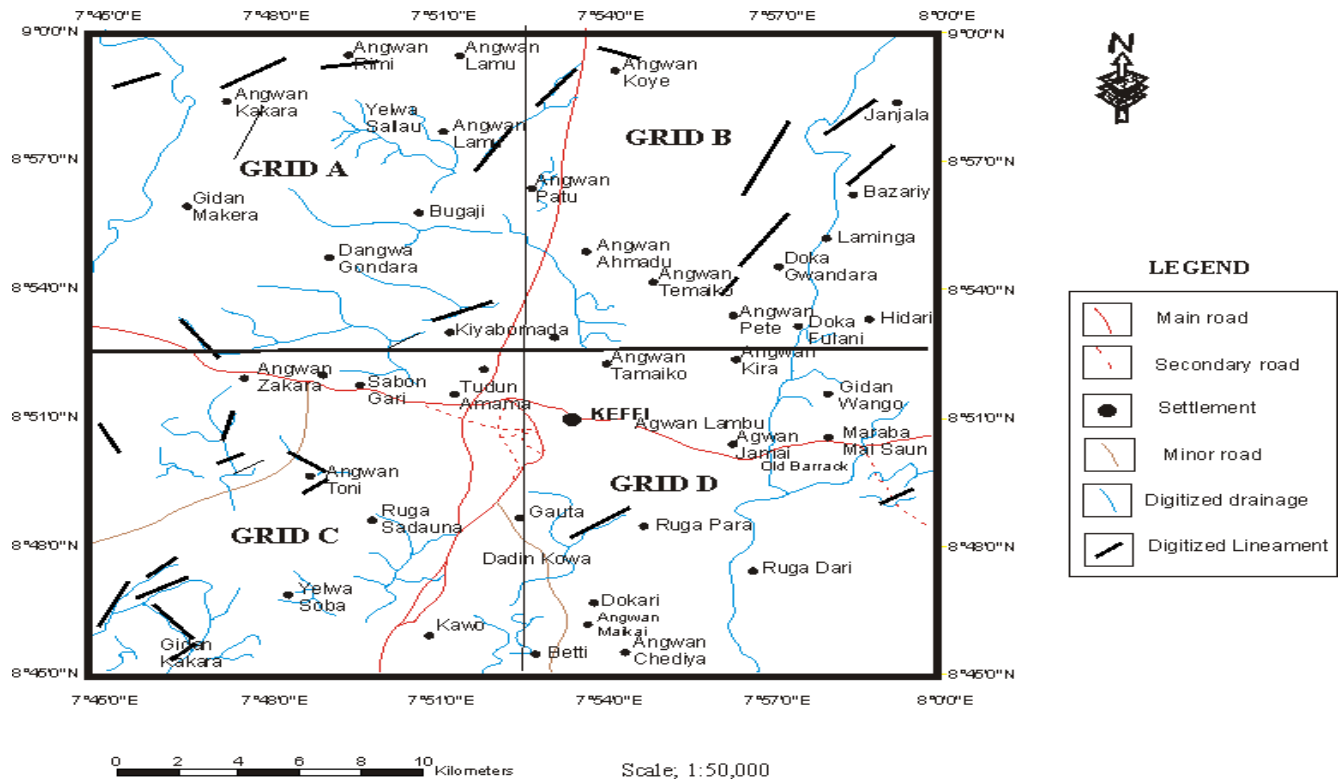 7°45'0"E 7°48'0"E 7°51'0"E 7°54'0"E 7°57'0"E 8°0'0"E
9°0'0"N 9°0'0"N
Angwan
Rimi
Angwan
Lamu
Angwan
Koye
N
Angwan
Kakara
Yelwa
Salau
Angwan
Lamu
GRID B
Janjala
8°57'0"N 8°57'0"N
GRID A
Gidan
Makera
Bugaji
Angwan
Patu
Bazariy
Dangwa
Gondara
Angwan
Ahmadu
Laminga
Doka
Gwandara
Angwan
Temaiko
8°54'0"N 8°54'0"N
Kiyabomada
Angwan
Pete
Doka
Fulani
Hidari
Angwan
Zakara
Sabon
Gari
Tudun
Amama
Angwan
Tamaiko
Angwan
Kira
Gidan
Wango
8°51'0"N 8°51'0"N
KEFFI
Agwan Lambu
Agwan
Jamai
Maraba
Mai Saun
Old Barrack
Angwan
Toni
GRID D
GRID C
Ruga
Sadauna
Gauta
Ruga Para
8°48'0"N 8°48'0"N
Dadin Kowa
Ruga Dari
Yelwa
Soba
Dokari
Angwan
Maikai
Gidan
Kakara
Kawo
Betti
Angwan
Chediya
8°45'0"N 8°45'0"N
7°45'0"E 7°48'0"E 7°51'0"E 7°54'0"E 7°57'0"E 8°0'0"E
LEGEND
Main road
Secondary road
Settlement
Minor road
Digitized drainage
Digitized Lineament
0 2 4 6 8 10
Kilometers
Scale; 1:50,000